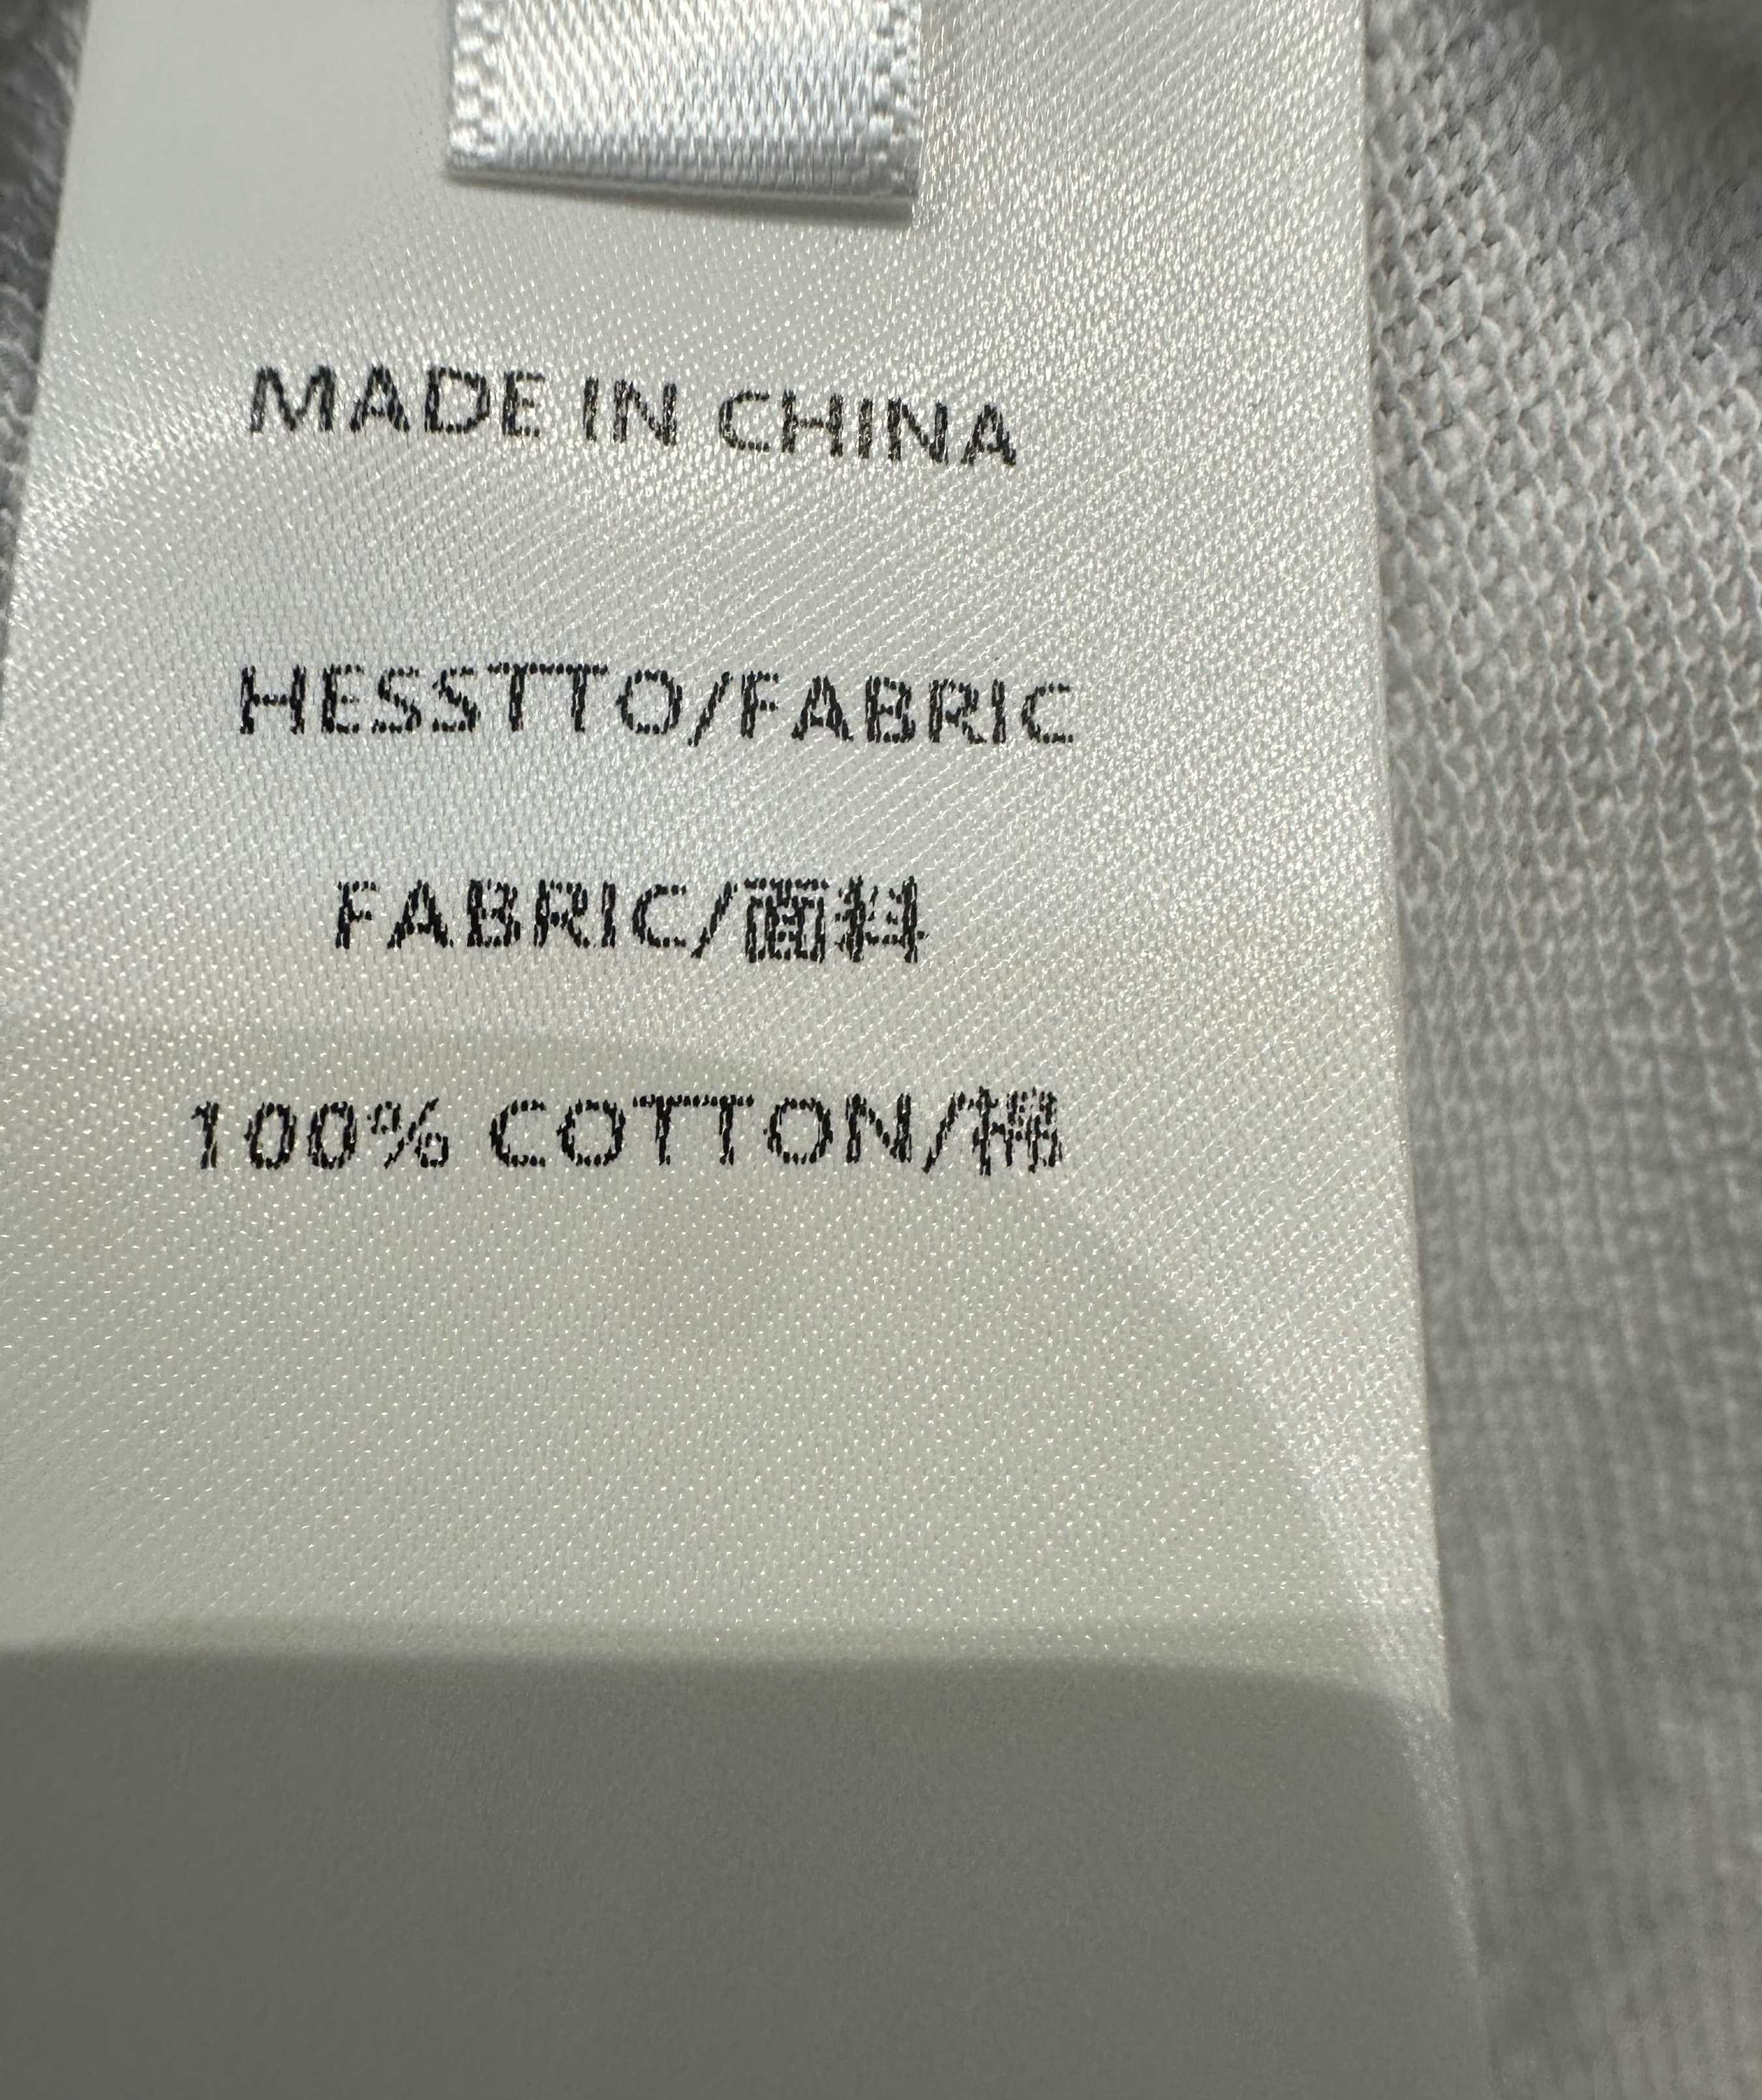 MADE IN CHINA
HESSTTO/FABRIC
FABRIC/面料
100% COTTON/棉